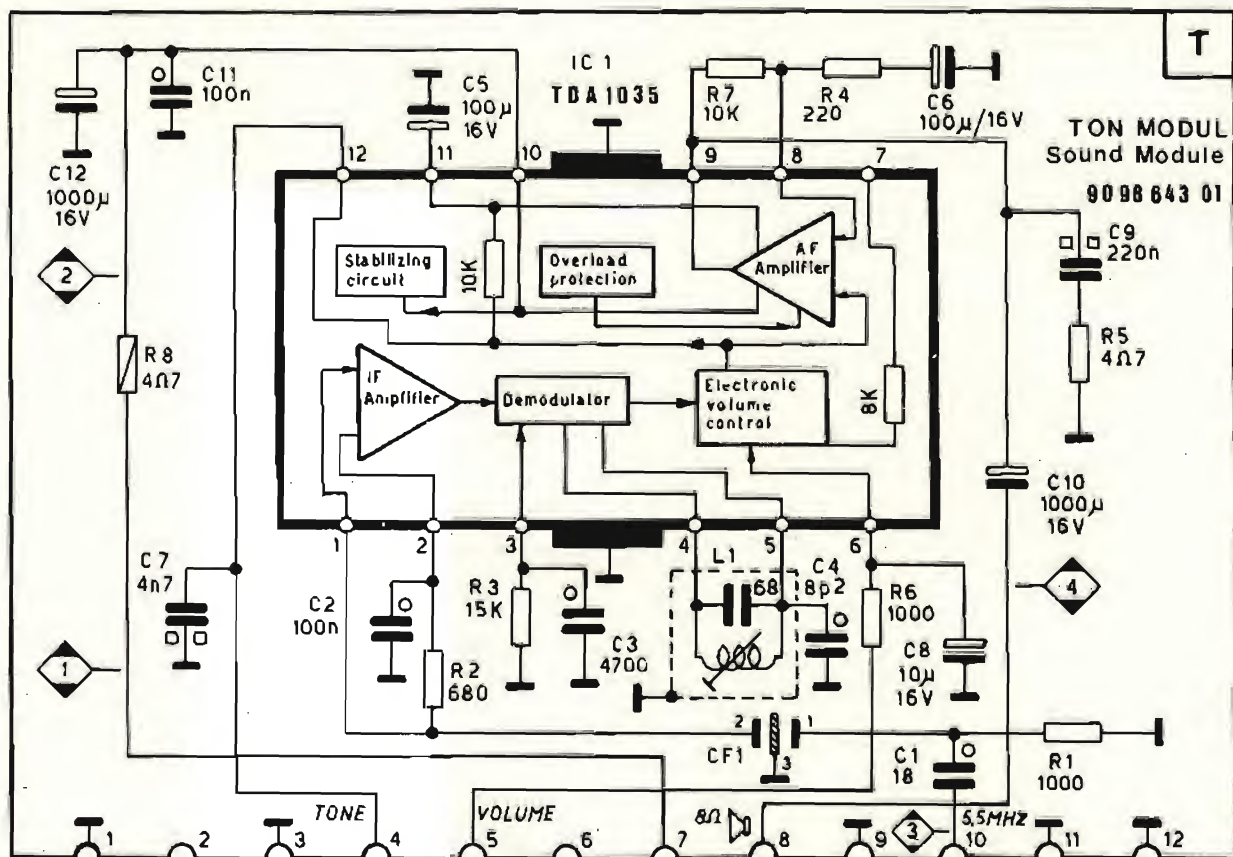 T
TON MODUL
Sound Module
9098 643 01
IC 1
TDA1035
C11
100n
C12
1000µ
16V
C5
100µ
16V
R7
10K
R4
220
C6
100µ/16V
C9
220n
R5
4Ω7
12
11
10
9
8
7
2
Stabilizing
circuit
10K
Overload
protection
AF
Amplifier
R8
4Ω7
IF
Amplifier
Demodulator
Electronic
volume
control
8K
C10
1000µ
16V
1
2
3
4
5
6
C7
4n7
C2
100n
R3
15K
C3
4700
L1
68
C4
8p2
R6
1000
C8
10µ
16V
4
1
R2
680
2
1
CF1
3
C1
18
R1
1000
TONE
VOLUME
8Ω
3
5,5MHZ
1
2
3
4
5
6
7
8
9
10
11
12